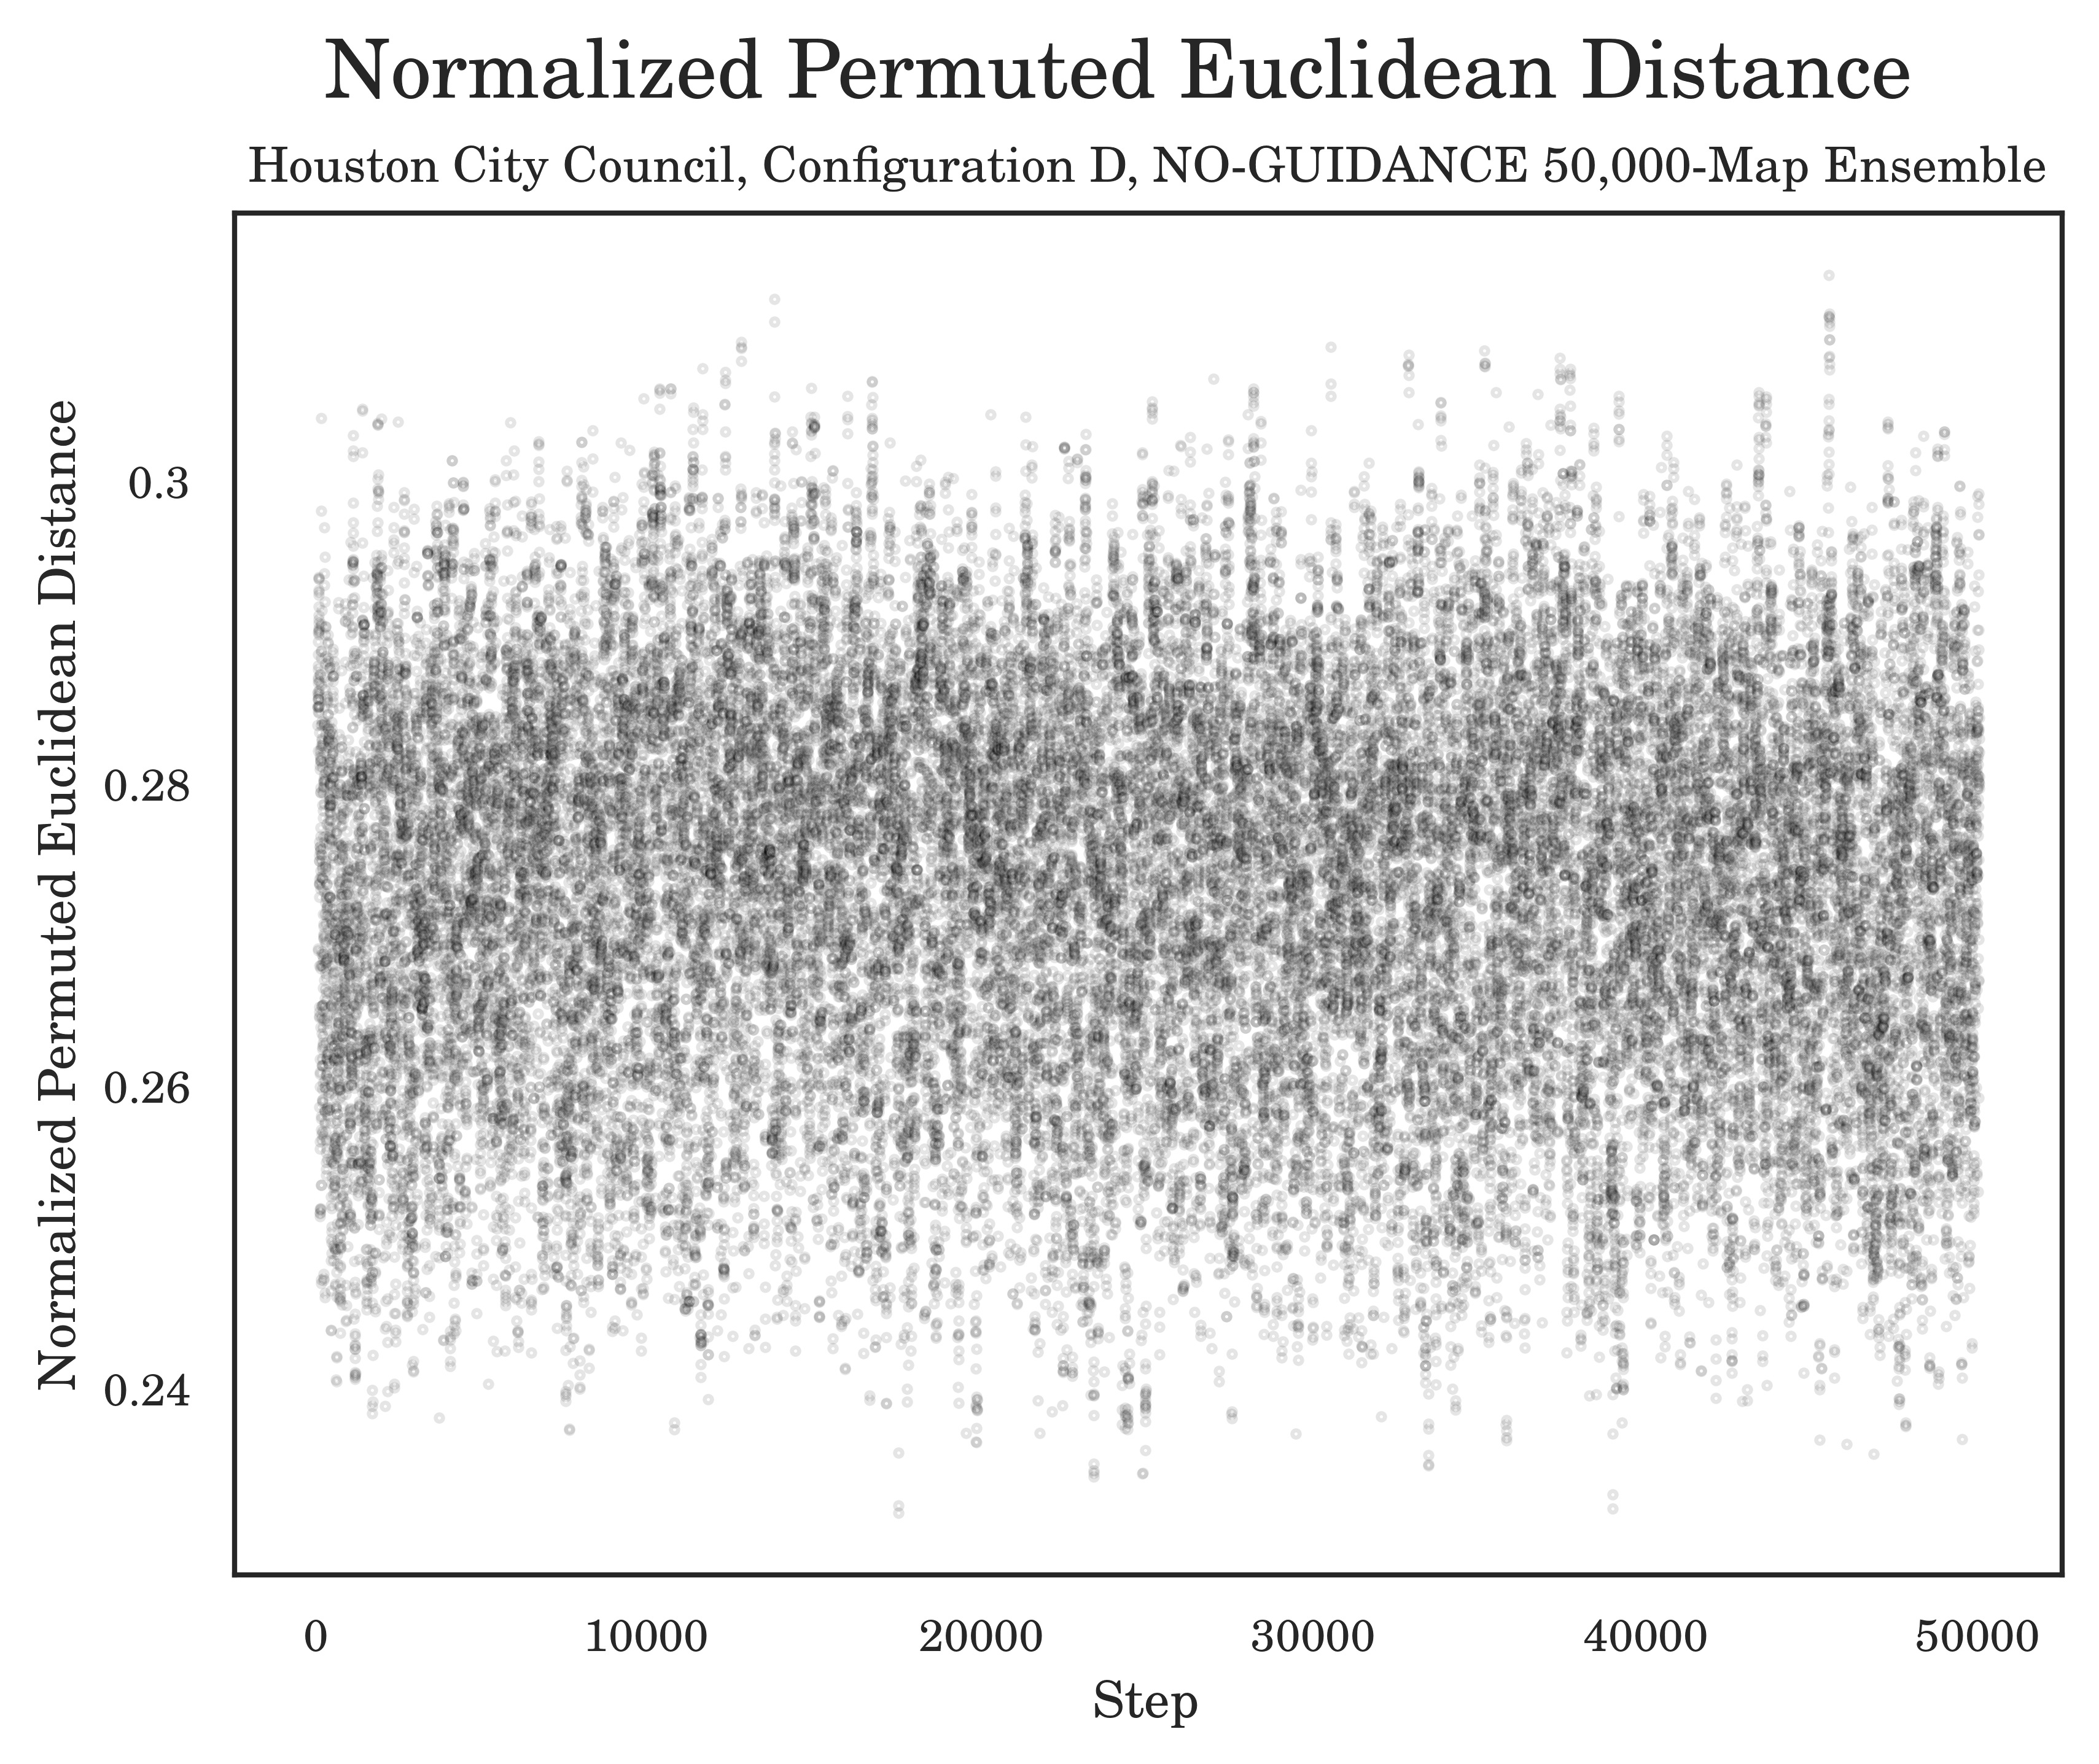 Normalized Permuted Euclidean Distance
Houston City Council, Configuration D, NO-GUIDANCE 50,000-Map Ensemble
Normalized Permuted Euclidean Distance
0.3
0.28
0.26
0.24
0 10000 20000 30000 40000 50000
Step